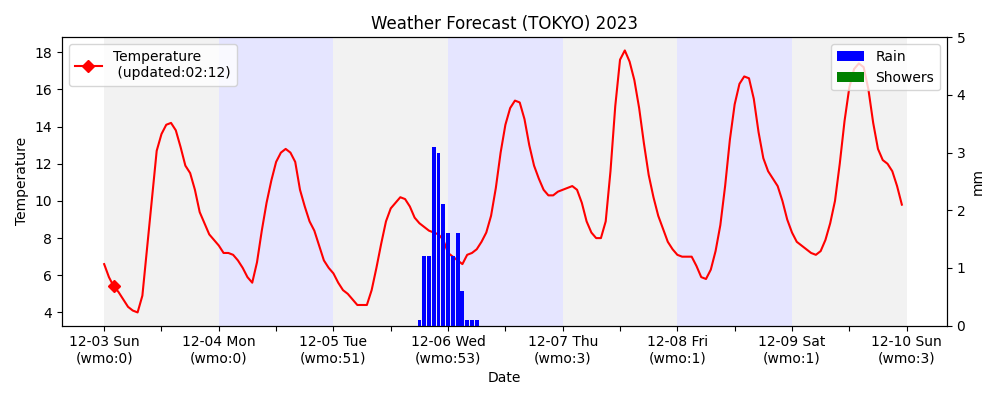 Weather Forecast (TOKYO) 2023
Temperature
(updated:02:12)
Rain
Showers
Temperature
18
16
14
12
10
8
6
4
5
4
3
2
1
0
mm
12-03 Sun
(wmo:0)
12-04 Mon
(wmo:0)
12-05 Tue
(wmo:51)
12-06 Wed
(wmo:53)
12-07 Thu
(wmo:3)
12-08 Fri
(wmo:1)
12-09 Sat
(wmo:1)
12-10 Sun
(wmo:3)
Date